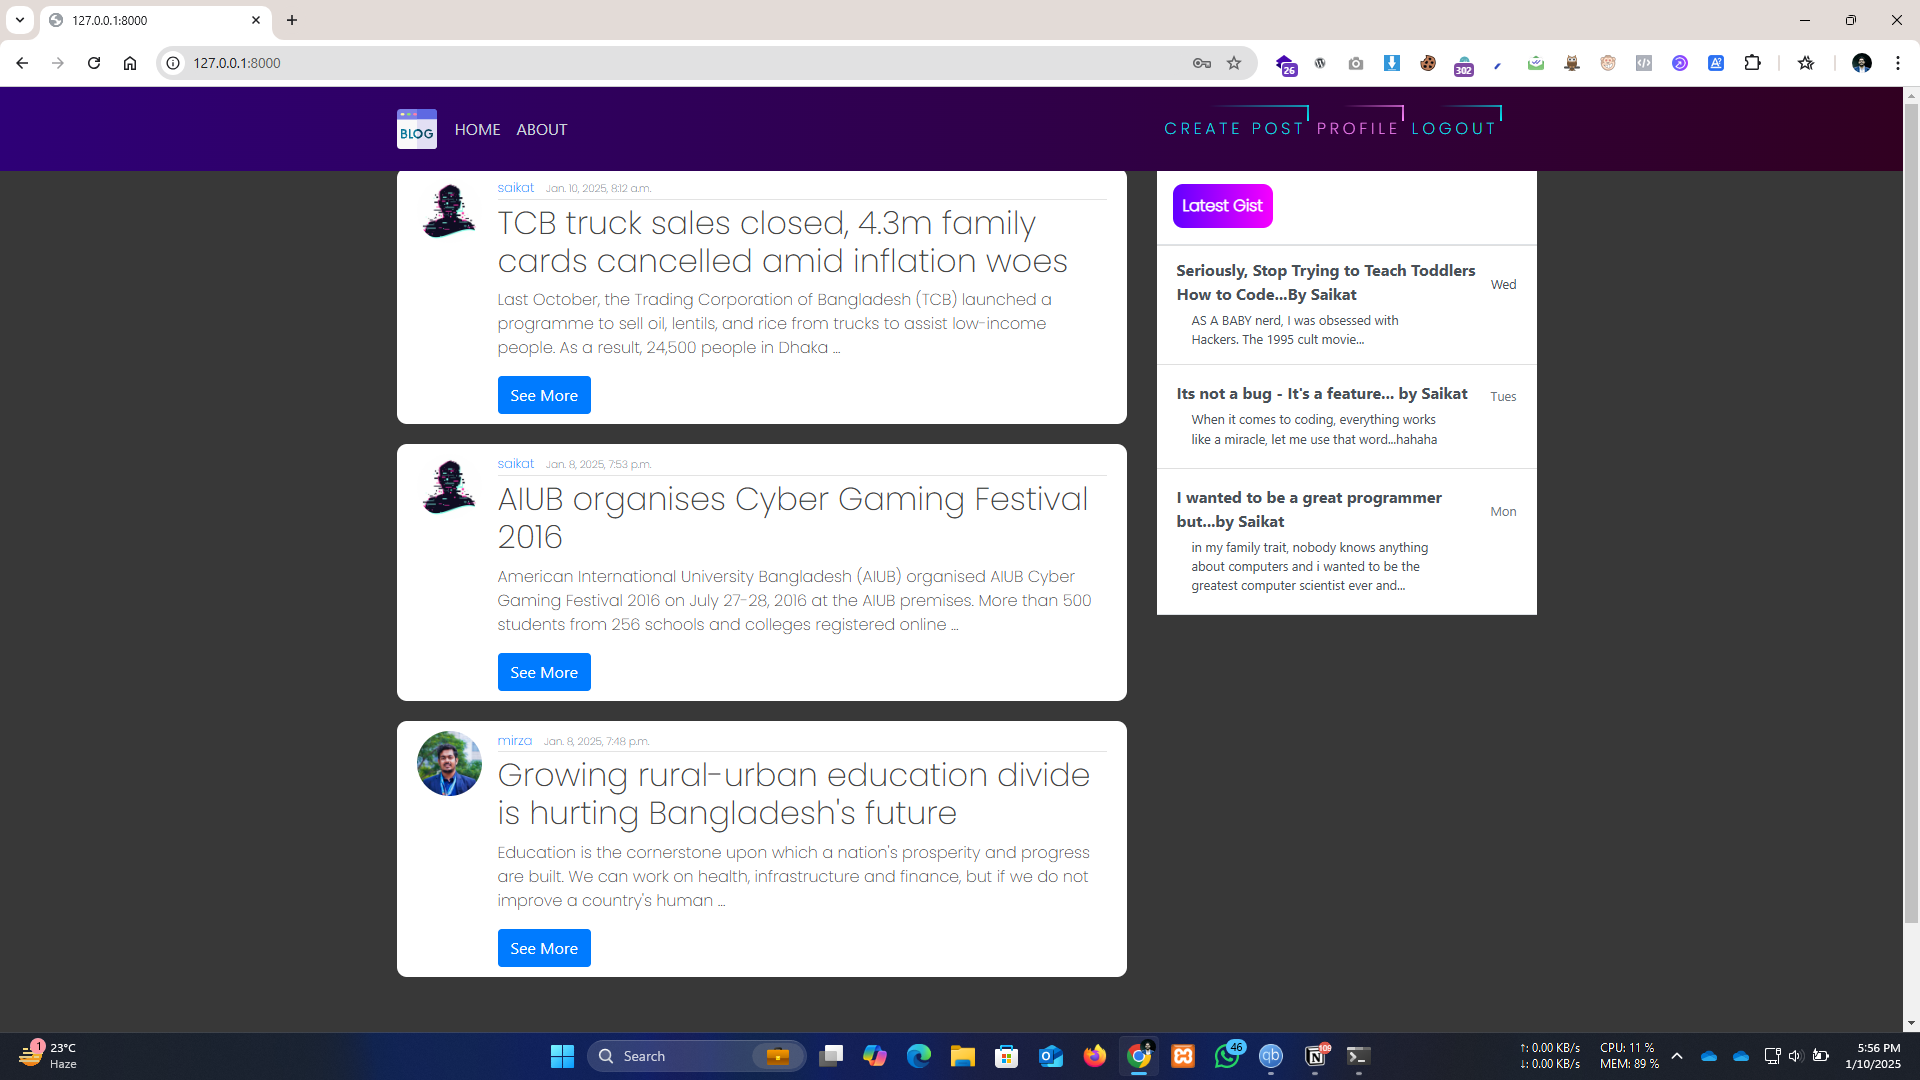 127.0.0.1:8000
127.0.0.1:8000
26
302
BLOG
HOME
ABOUT
CREATE POST
PROFILE
LOGOUT
saikat Jan. 10, 2025, 8:12 a.m.
TCB truck sales closed, 4.3m family
cards cancelled amid inflation woes
Last October, the Trading Corporation of Bangladesh (TCB) launched a
programme to sell oil, lentils, and rice from trucks to assist low-income
people. As a result, 24,500 people in Dhaka ...
See More
saikat Jan. 8, 2025, 7:53 p.m.
AIUB organises Cyber Gaming Festival
2016
American International University Bangladesh (AIUB) organised AIUB Cyber
Gaming Festival 2016 on July 27-28, 2016 at the AIUB premises. More than 500
students from 256 schools and colleges registered online ...
See More
mirza Jan. 8, 2025, 7:48 p.m.
Growing rural-urban education divide
is hurting Bangladesh's future
Education is the cornerstone upon which a nation's prosperity and progress
are built. We can work on health, infrastructure and finance, but if we do not
improve a country's human ...
See More
Latest Gist
Seriously, Stop Trying to Teach Toddlers
How to Code...By Saikat
Wed
AS A BABY nerd, I was obsessed with
Hackers. The 1995 cult movie...
Its not a bug - It's a feature... by Saikat
Tues
When it comes to coding, everything works
like a miracle, let me use that word...hahaha
I wanted to be a great programmer
but...by Saikat
Mon
in my family trait, nobody knows anything
about computers and i wanted to be the
greatest computer scientist ever and...
1
23°C
Haze
Search
46
109
↑: 0.00 KB/s
↓: 0.00 KB/s
CPU: 11 %
MEM: 89 %
5:56 PM
1/10/2025